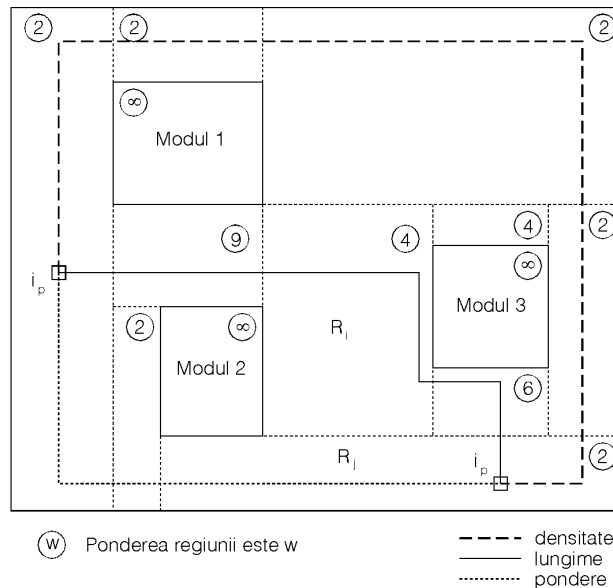 2 2 2
∞
Modul 1
9 4 4 2
∞
i p
Modul 3
2 ∞
R i
Modul 2
6
R j i p 2
w Ponderea regiunii este w
densitate
lungime
pondere